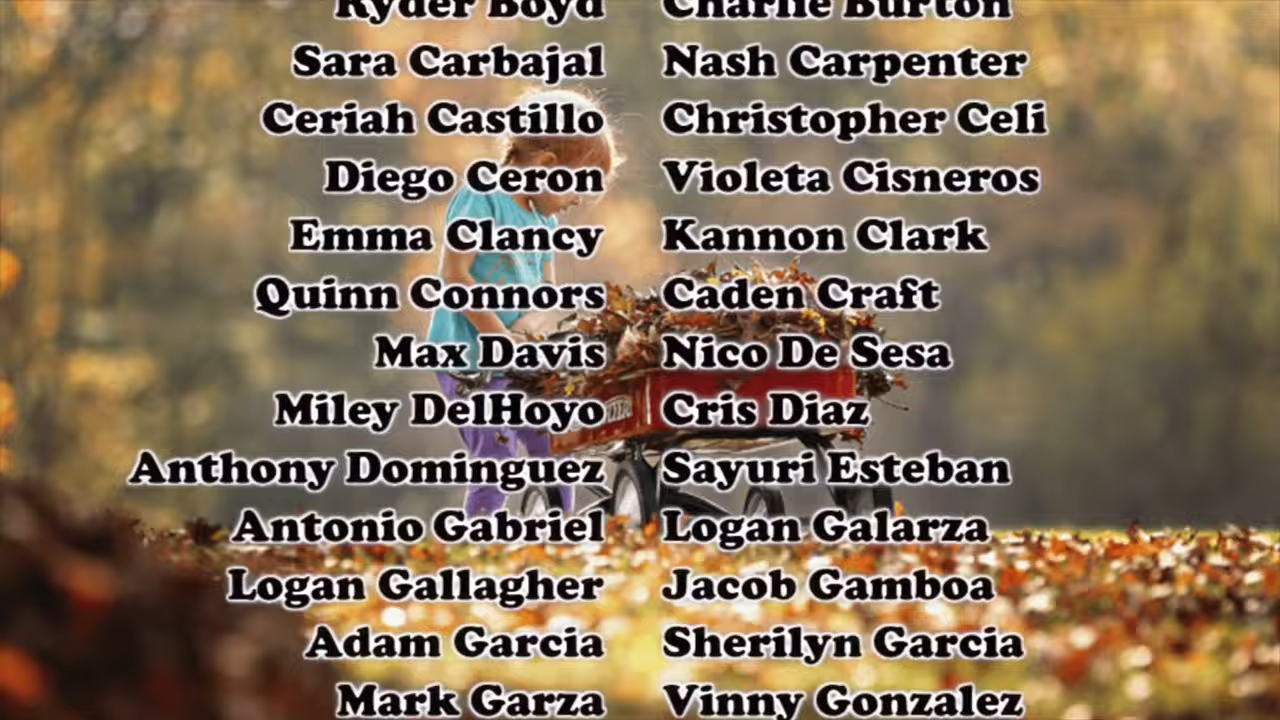 Ryder Boyd Charlie Burton
Sara Carbajal Nash Carpenter
Ceriah Castillo Christopher Celi
Diego Ceron Violeta Cisneros
Emma Clancy Kannon Clark
Quinn Connors Caden Craft
Max Davis Nico De Sesa
Miley DelHoyo Cris Diaz
Anthony Dominguez Sayuri Esteban
Antonio Gabriel Logan Galarza
Logan Gallagher Jacob Gamboa
Adam Garcia Sherilyn Garcia
Mark Garza Vinny Gonzalez